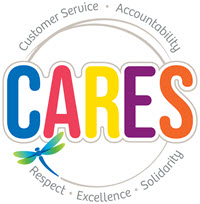 Customer Service • Accountability
CARES
Respect • Excellence • Solidarity